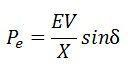 Pₑ = EV/X sinδ